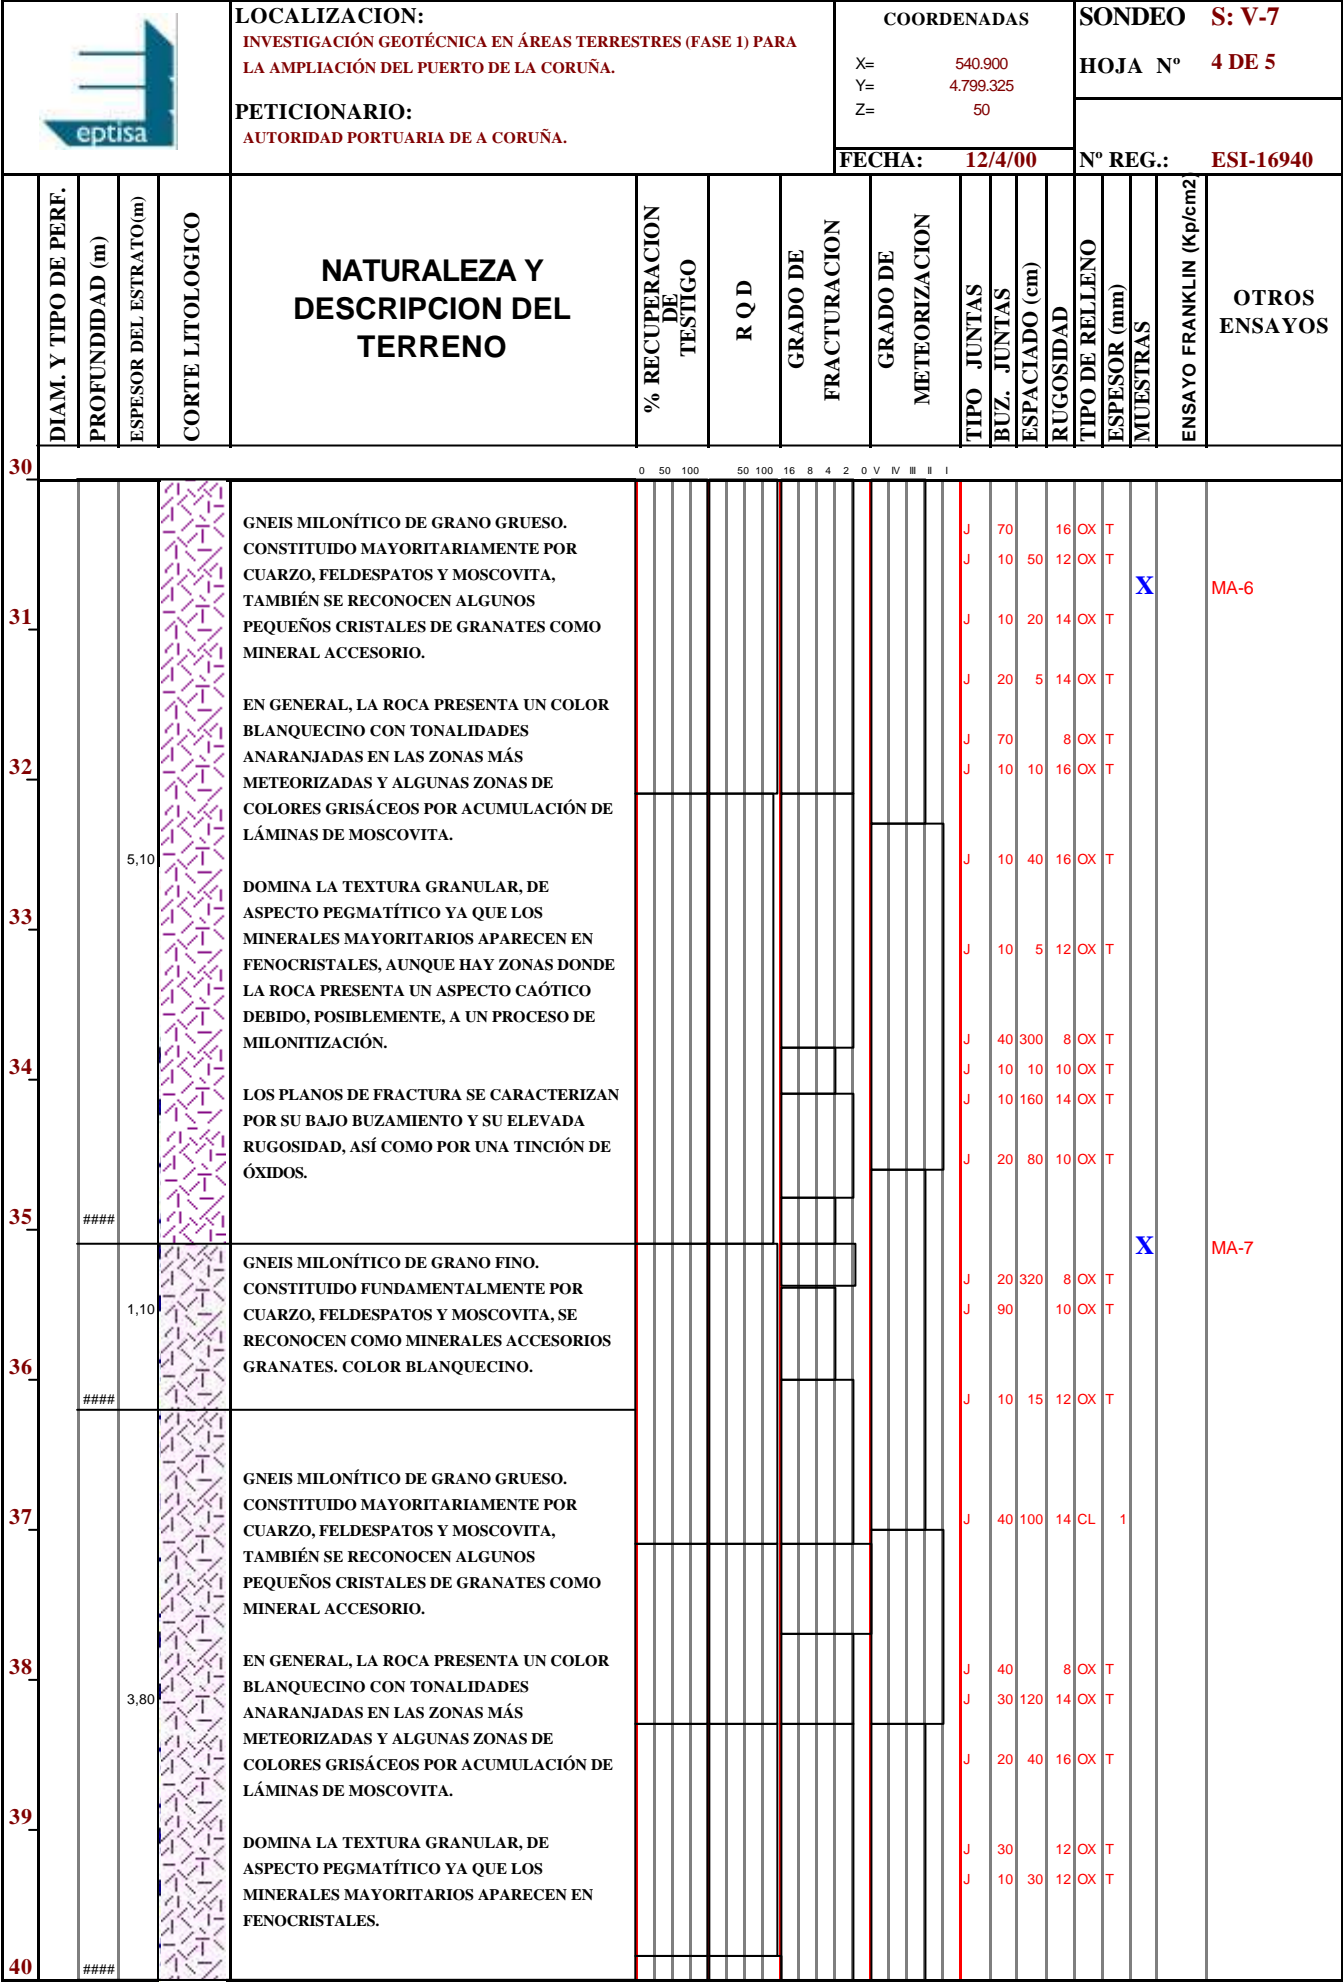 eptisa
LOCALIZACION:
INVESTIGACIÓN GEOTÉCNICA EN ÁREAS TERRESTRES (FASE 1) PARA
LA AMPLIACIÓN DEL PUERTO DE LA CORUÑA.
PETICIONARIO:
AUTORIDAD PORTUARIA DE A CORUÑA.
COORDENADAS
X= 540.900
Y= 4.799.325
Z= 50
FECHA: 12/4/00
SONDEO S: V-7
HOJA Nº 4 DE 5
Nº REG.: ESI-16940
DIAM. Y TIPO DE PERF.
PROFUNDIDAD (m)
ESPESOR DEL ESTRATO(m)
CORTE LITOLOGICO
NATURALEZA Y
DESCRIPCION DEL
TERRENO
% RECUPERACION
DE
TESTIGO
R Q D
GRADO DE
FRACTURACION
GRADO DE
METEORIZACION
TIPO JUNTAS
BUZ. JUNTAS
ESPACIADO (cm)
RUGOSIDAD
TIPO DE RELLENO
ESPESOR (mm)
MUESTRAS
ENSAYO FRANKLIN (Kp/cm2)
OTROS
ENSAYOS
30
0 50 100 50 100 16 8 4 2 0 V IV III II I
GNEIS MILONÍTICO DE GRANO GRUESO.
CONSTITUIDO MAYORITARIAMENTE POR
CUARZO, FELDESPATOS Y MOSCOVITA,
TAMBIÉN SE RECONOCEN ALGUNOS
PEQUEÑOS CRISTALES DE GRANATES COMO
MINERAL ACCESORIO.
EN GENERAL, LA ROCA PRESENTA UN COLOR
BLANQUECINO CON TONALIDADES
ANARANJADAS EN LAS ZONAS MÁS
METEORIZADAS Y ALGUNAS ZONAS DE
COLORES GRISÁCEOS POR ACUMULACIÓN DE
LÁMINAS DE MOSCOVITA.
DOMINA LA TEXTURA GRANULAR, DE
ASPECTO PEGMATÍTICO YA QUE LOS
MINERALES MAYORITARIOS APARECEN EN
FENOCRISTALES, AUNQUE HAY ZONAS DONDE
LA ROCA PRESENTA UN ASPECTO CAÓTICO
DEBIDO, POSIBLEMENTE, A UN PROCESO DE
MILONITIZACIÓN.
LOS PLANOS DE FRACTURA SE CARACTERIZAN
POR SU BAJO BUZAMIENTO Y SU ELEVADA
RUGOSIDAD, ASÍ COMO POR UNA TINCIÓN DE
ÓXIDOS.
J 70 16 OX T
J 10 50 12 OX T
X MA-6
31
J 10 20 14 OX T
J 20 5 14 OX T
J 70 8 OX T
32
J 10 10 16 OX T
5,10
J 10 40 16 OX T
33
J 10 5 12 OX T
J 40 300 8 OX T
34
J 10 10 10 OX T
J 10 160 14 OX T
J 20 80 10 OX T
35
####
X MA-7
GNEIS MILONÍTICO DE GRANO FINO.
CONSTITUIDO FUNDAMENTALMENTE POR
CUARZO, FELDESPATOS Y MOSCOVITA, SE
RECONOCEN COMO MINERALES ACCESORIOS
GRANATES. COLOR BLANQUECINO.
J 20 320 8 OX T
1,10
J 90 10 OX T
36
####
J 10 15 12 OX T
GNEIS MILONÍTICO DE GRANO GRUESO.
CONSTITUIDO MAYORITARIAMENTE POR
CUARZO, FELDESPATOS Y MOSCOVITA,
TAMBIÉN SE RECONOCEN ALGUNOS
PEQUEÑOS CRISTALES DE GRANATES COMO
MINERAL ACCESORIO.
EN GENERAL, LA ROCA PRESENTA UN COLOR
BLANQUECINO CON TONALIDADES
ANARANJADAS EN LAS ZONAS MÁS
METEORIZADAS Y ALGUNAS ZONAS DE
COLORES GRISÁCEOS POR ACUMULACIÓN DE
LÁMINAS DE MOSCOVITA.
DOMINA LA TEXTURA GRANULAR, DE
ASPECTO PEGMATÍTICO YA QUE LOS
MINERALES MAYORITARIOS APARECEN EN
FENOCRISTALES.
37
J 40 100 14 CL 1
38
J 40 8 OX T
3,80
J 30 120 14 OX T
J 20 40 16 OX T
39
J 30 12 OX T
J 10 30 12 OX T
40
####